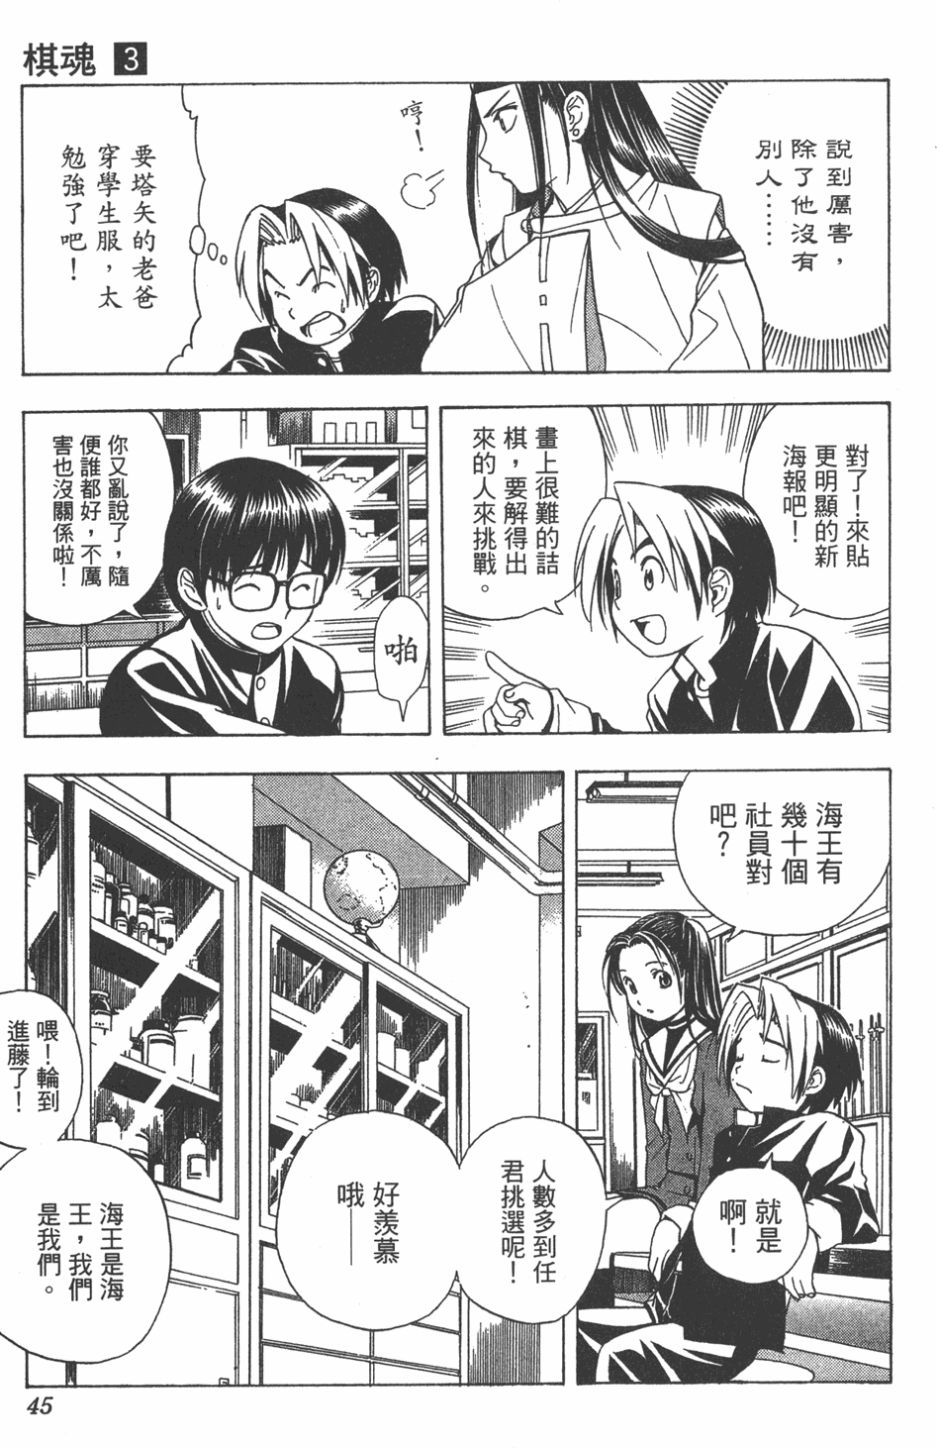 棋魂 3
說到厲害，
除了他沒有
別人……
哼！
要塔矢的老爸
穿學生服，太
勉強了吧！
對了！來貼
更明顯的新
海報吧！
畫上很難的詰
棋，要解得出
來的人來挑戰。
啪
你又亂說了，隨
便誰都好，不厲
害也沒關係啦！
海王有
幾十個
社員對
吧？
就是
啊！
人數多到任
君挑選呢！
好羨慕
哦——
喂！輪到
進藤了！
海王是海
王，我們
是我們。
45